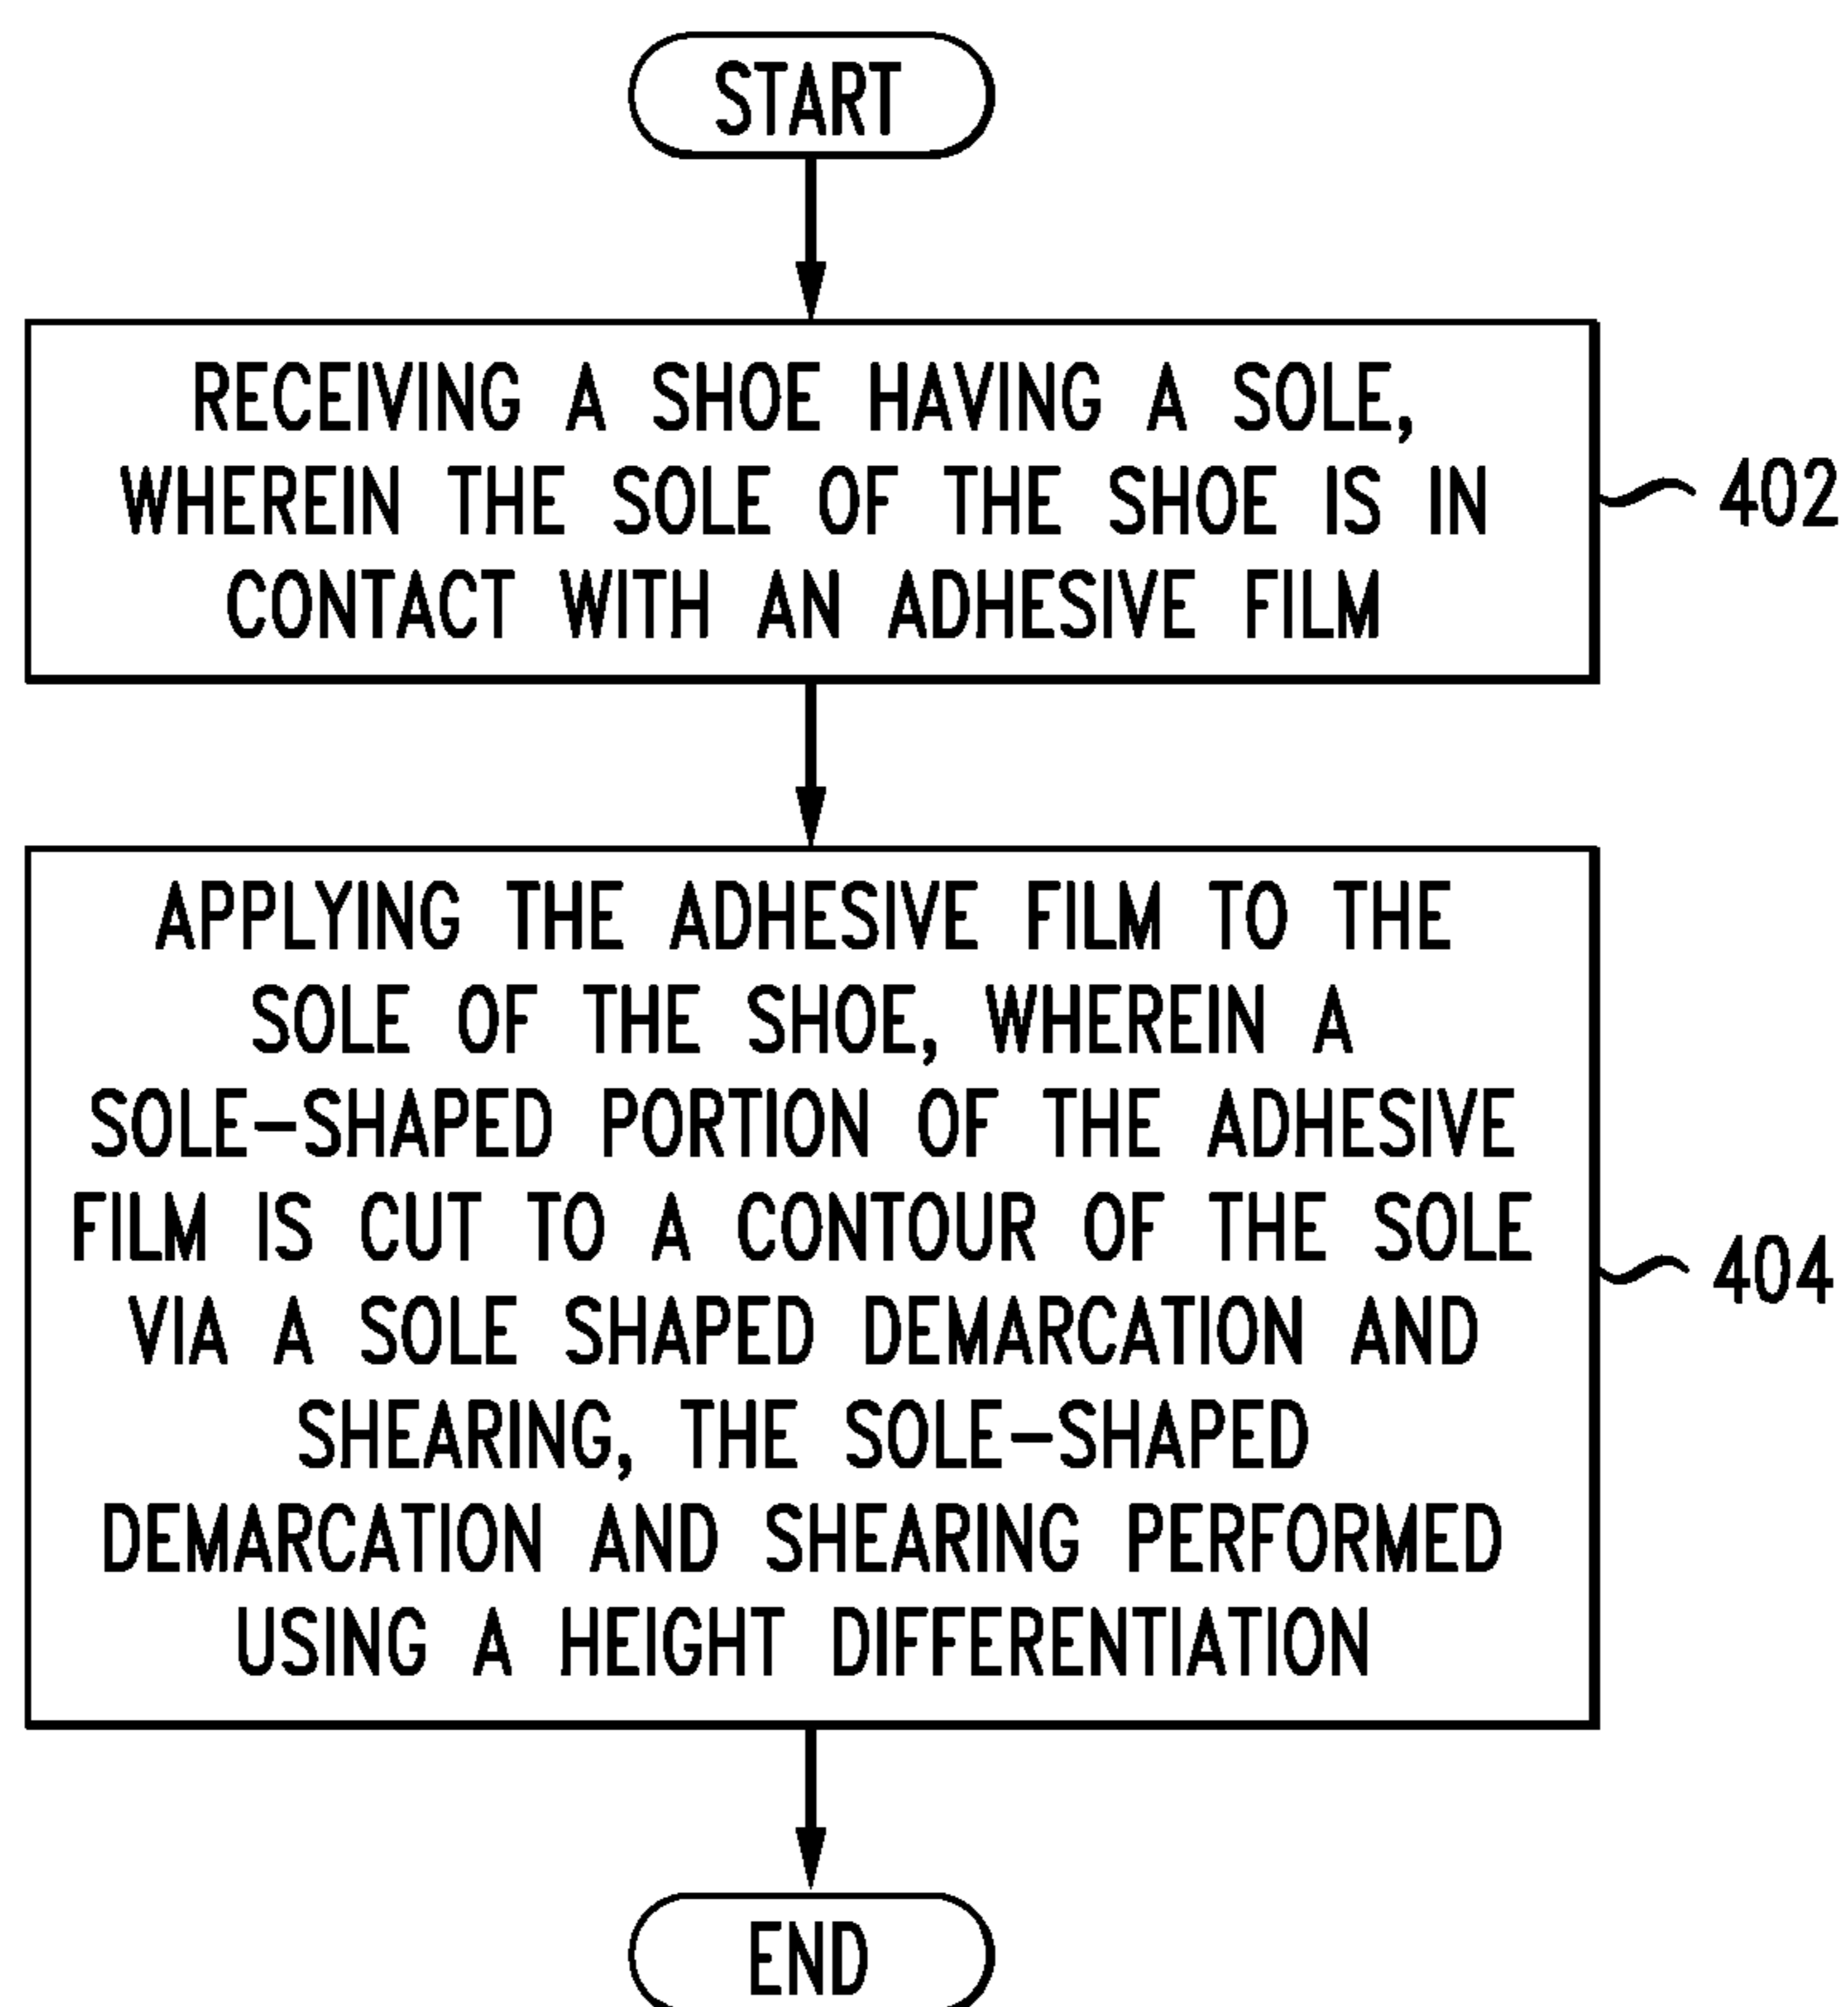 START
RECEIVING A SHOE HAVING A SOLE,
WHEREIN THE SOLE OF THE SHOE IS IN
CONTACT WITH AN ADHESIVE FILM
402
APPLYING THE ADHESIVE FILM TO THE
SOLE OF THE SHOE, WHEREIN A
SOLE-SHAPED PORTION OF THE ADHESIVE
FILM IS CUT TO A CONTOUR OF THE SOLE
VIA A SOLE SHAPED DEMARCATION AND
SHEARING, THE SOLE-SHAPED
DEMARCATION AND SHEARING PERFORMED
USING A HEIGHT DIFFERENTIATION
404
END